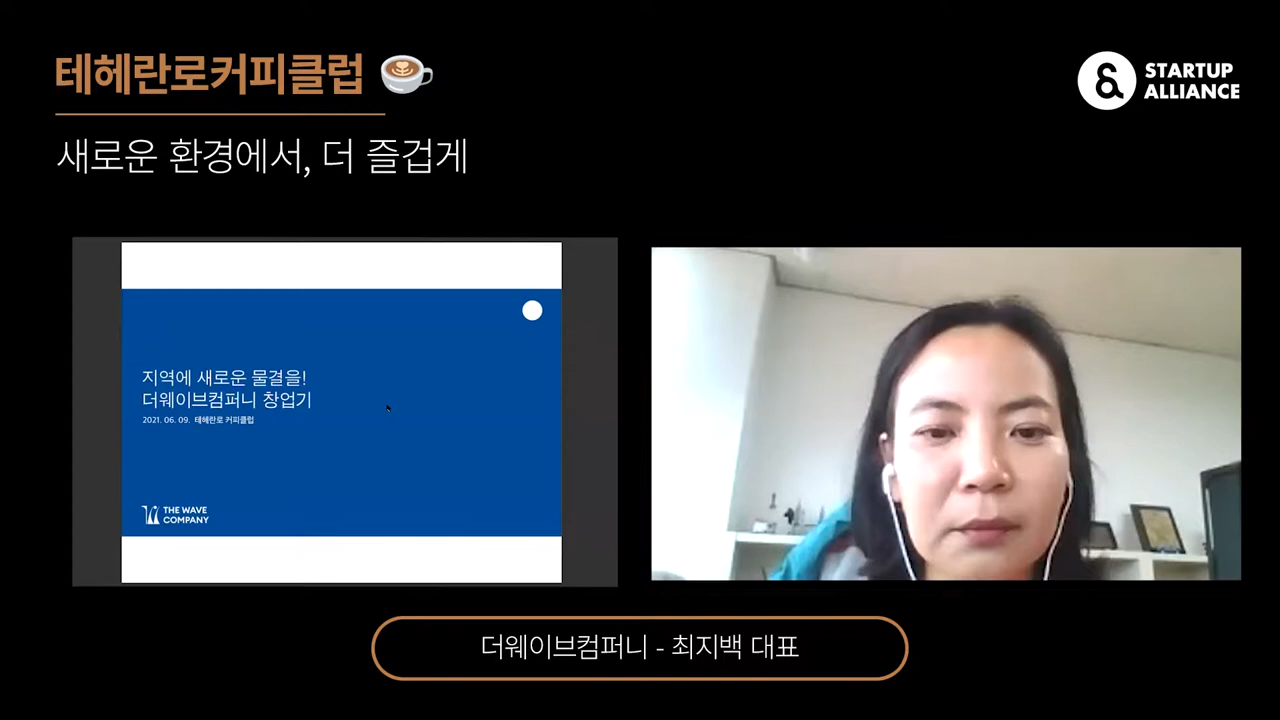 테헤란로커피클럽
STARTUP
ALLIANCE
새로운 환경에서, 더 즐겁게
지역에 새로운 물결을!
더웨이브컴퍼니 창업기
2021. 06. 09. 테헤란로 커피클럽
THE WAVE
COMPANY
더웨이브컴퍼니 - 최지백 대표